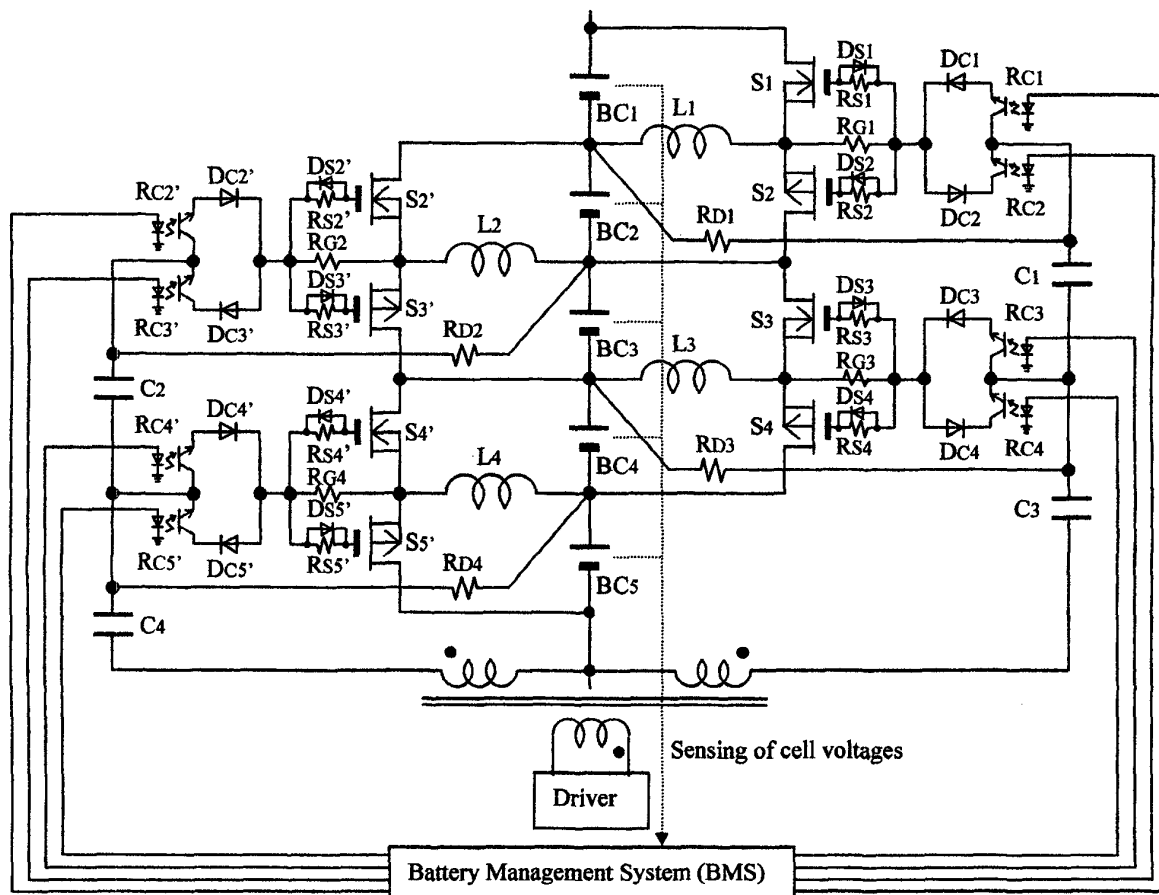 DS1
DC1
RC1
S1
RS1
BC1
L1
RG1
DS2
S2
RS2
DC2
RC2
DS2'
DC2'
RC2'
S2'
RS2'
RG2
L2
BC2
RD1
C1
DS3'
S3'
RC3'
DC3'
RS3'
RD2
BC3
L3
DS3
S3
RS3
DC3
RC3
RG3
DS4
S4
RS4
DC4
RC4
C2
DC4'
RC4'
DS4'
S4'
RS4'
RG4
L4
BC4
RD3
C3
DS5'
S5'
RC5'
DC5'
RS5'
RD4
BC5
C4
Sensing of cell voltages
Driver
Battery Management System (BMS)